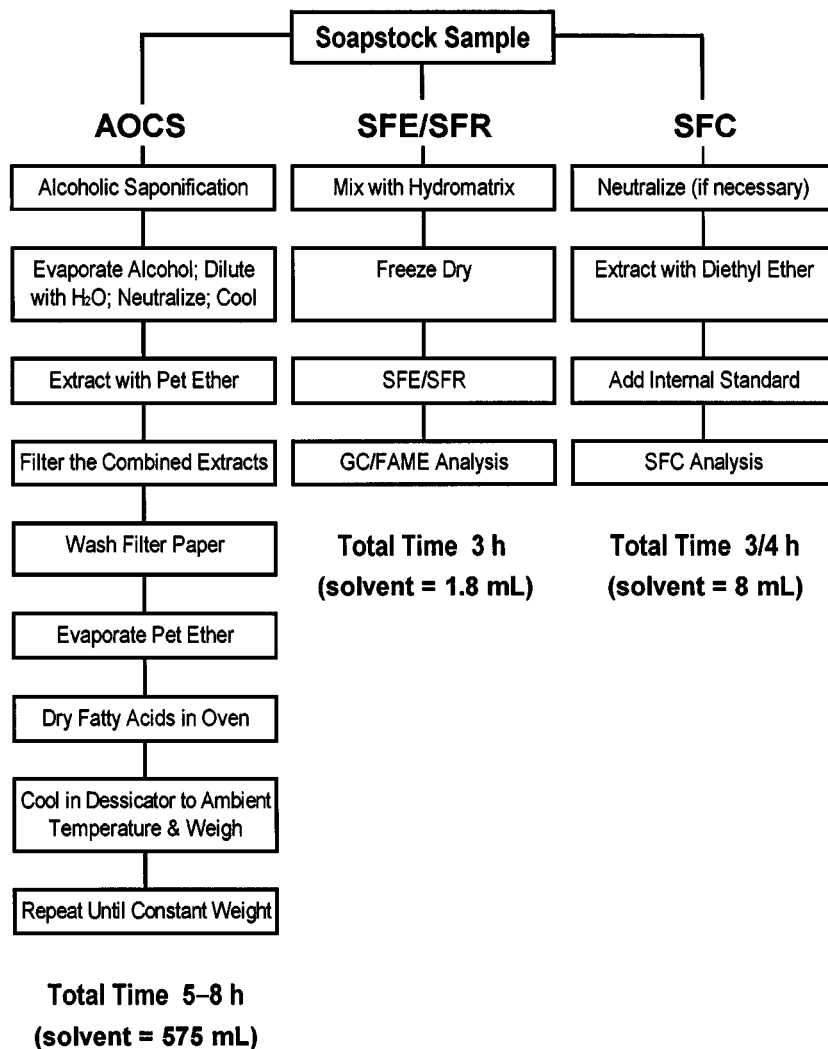 Soapstock Sample
AOCS
Alcoholic Saponification
Evaporate Alcohol; Dilute
with H₂O; Neutralize; Cool
Extract with Pet Ether
Filter the Combined Extracts
Wash Filter Paper
Evaporate Pet Ether
Dry Fatty Acids in Oven
Cool in Dessicator to Ambient
Temperature & Weigh
Repeat Until Constant Weight
Total Time 5–8 h
(solvent = 575 mL)
SFE/SFR
Mix with Hydromatrix
Freeze Dry
SFE/SFR
GC/FAME Analysis
Total Time 3 h
(solvent = 1.8 mL)
SFC
Neutralize (if necessary)
Extract with Diethyl Ether
Add Internal Standard
SFC Analysis
Total Time 3/4 h
(solvent = 8 mL)